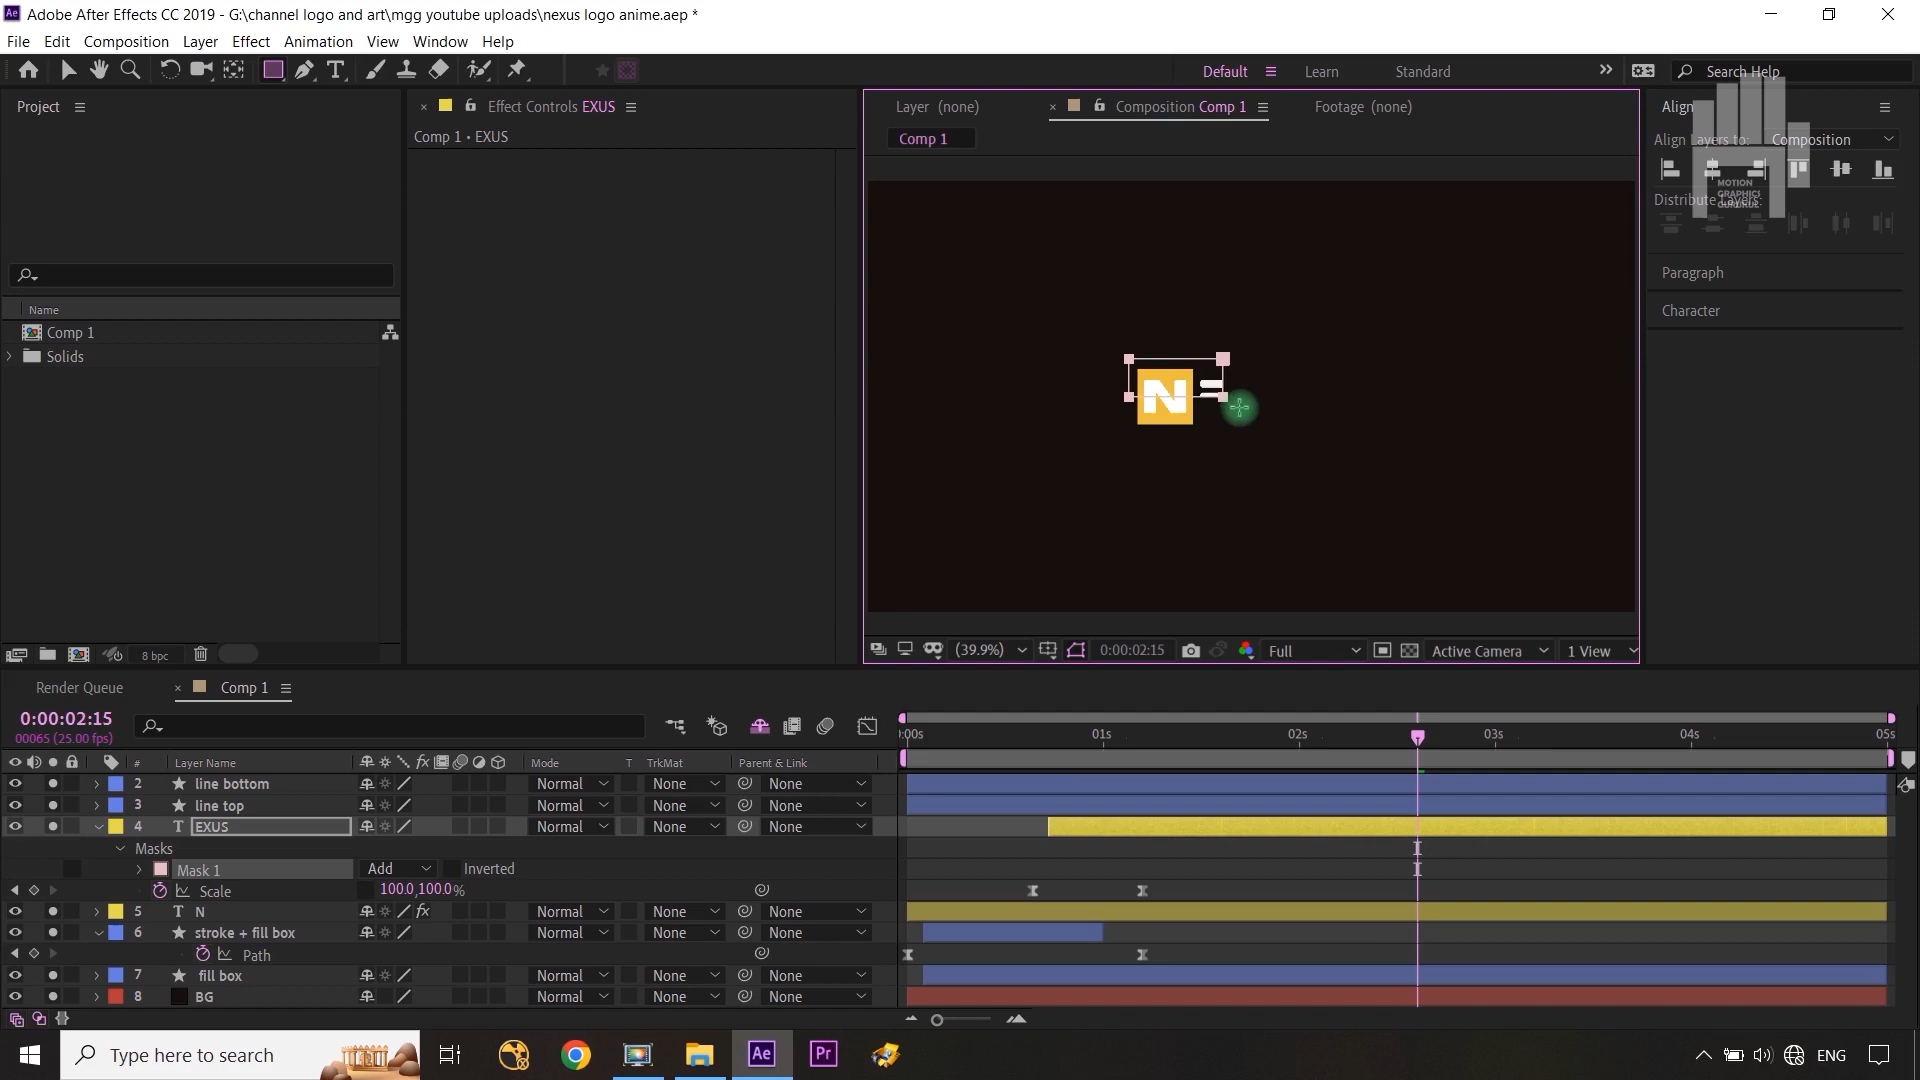 Adobe After Effects CC 2019 - G:\channel logo and art\mgg youtube uploads\nexus logo anime.aep *
File Edit Composition Layer Effect Animation View Window Help
Default Learn Standard Search Help
Project
Effect Controls EXUS
Layer (none)
Composition Comp 1
Footage (none)
Align
Comp 1 • EXUS
Comp 1
Align Layers to: Composition
MOTION
GRAPHICS
GURUKUL
Distribute Layers:
Paragraph
Character
Name
Comp 1
Solids
N
8 bpc
(39.9%) 0:00:02:15 Full Active Camera 1 View
Render Queue
Comp 1
0:00:02:15
00065 (25.00 fps)
:00s 01s 02s 03s 04s 05s
# Layer Name Mode T TrkMat Parent & Link
2 line bottom Normal None None
3 line top Normal None None
4 T EXUS Normal None None
Masks
Mask 1 Add Inverted
Scale 100.0,100.0%
5 T N Normal None None
6 stroke + fill box Normal None None
Path
7 fill box Normal None None
8 BG Normal None None
Type here to search
Ae
Pr
ENG